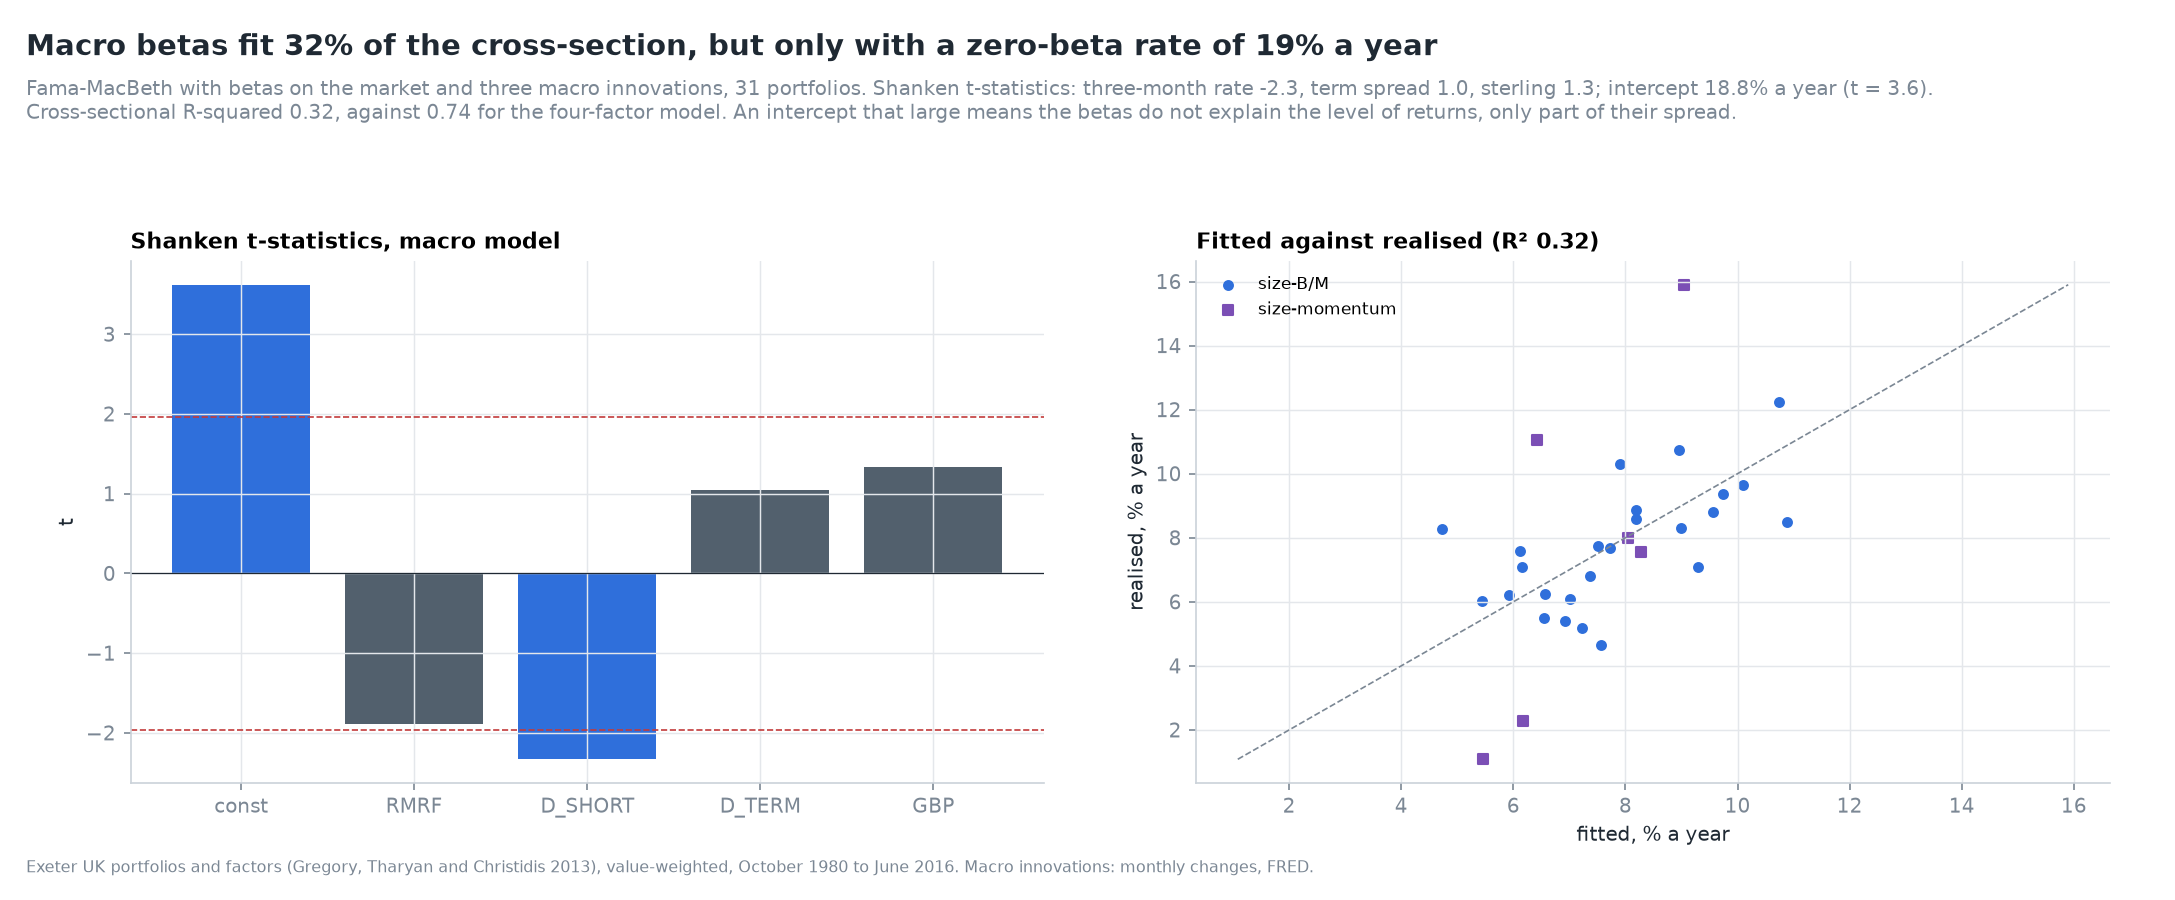 Macro betas fit 32% of the cross-section, but only with a zero-beta rate of 19% a year
Fama-MacBeth with betas on the market and three macro innovations, 31 portfolios. Shanken t-statistics: three-month rate -2.3, term spread 1.0, sterling 1.3; intercept 18.8% a year (t = 3.6).
Cross-sectional R-squared 0.32, against 0.74 for the four-factor model. An intercept that large means the betas do not explain the level of returns, only part of their spread.
Shanken t-statistics, macro model
t
3
2
1
0
−1
−2
const
RMRF
D_SHORT
D_TERM
GBP
Fitted against realised (R² 0.32)
size-B/M
size-momentum
realised, % a year
16
14
12
10
8
6
4
2
2
4
6
8
10
12
14
16
fitted, % a year
Exeter UK portfolios and factors (Gregory, Tharyan and Christidis 2013), value-weighted, October 1980 to June 2016. Macro innovations: monthly changes, FRED.